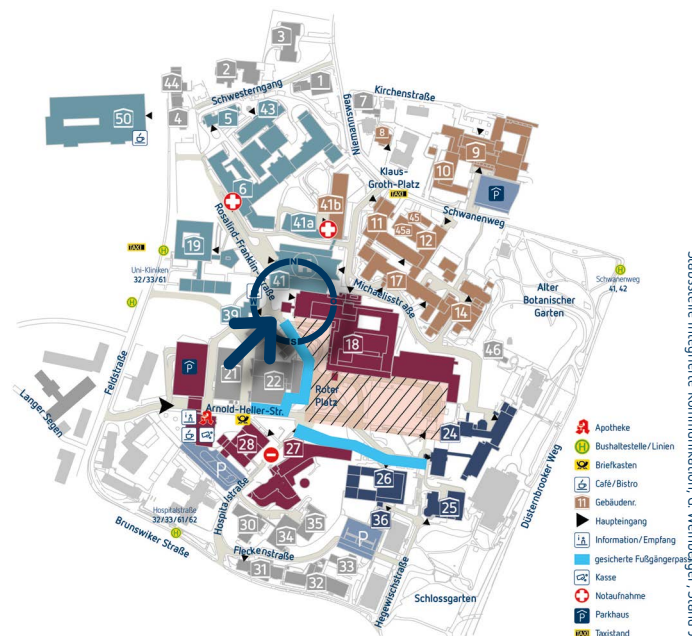 3
2
44
1
Schwesterngang
Kirchenstraße
7
50
5
43
4
Niemannsweg
8
9
10
Klaus-
Groth-Platz
TAXI
P
6
41b
41a
Schwanenweg
11
45
45a
12
Rosalind-Franklin-Straße
19
TAXI
H
Uni-Kliniken
32/33/61
N
41
17
Michaelisstraße
14
Alter
Botanischer
Garten
H
Schwanenweg
41, 42
H
39
S
18
46
Feldstraße
P
21
22
Roter
Platz
Langer Segen
Arnold-Heller-Str.
28
27
24
P
26
25
Düsternbrooker Weg
Hospitalstraße
32/33/61/62
H
Hospitalstraße
Brunswiker Straße
30
35
34
P
36
Fleckenstraße
31
32
33
Hegewischstraße
Schlossgarten
Apotheke
H Bushaltestelle/Linien
Briefkasten
Café/Bistro
11 Gebäudenr.
Haupteingang
Information/Empfang
gesicherte Fußgängerpass
Kasse
Notaufnahme
P Parkhaus
TAXI Taxistand